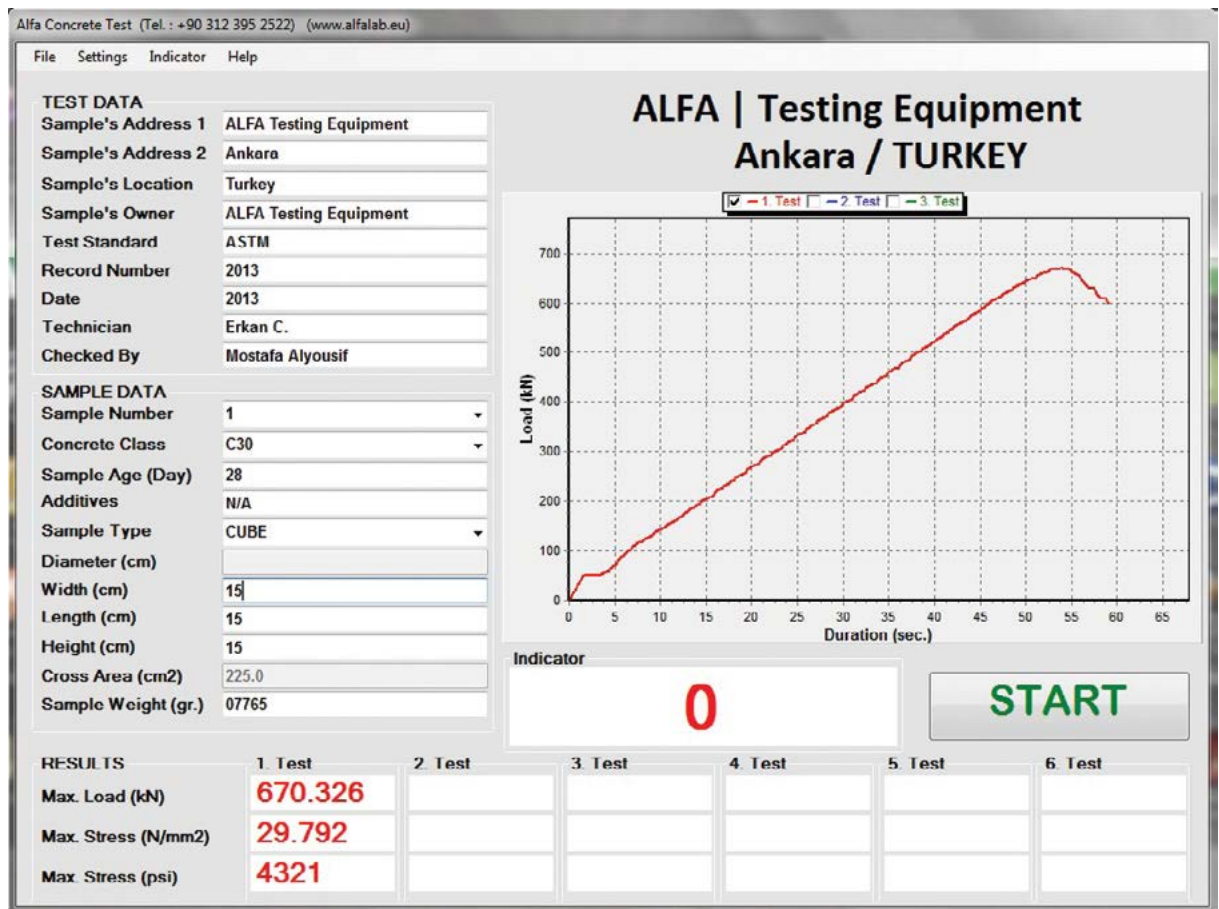 Alfa Concrete Test (Tel. : +90 312 395 2522) (www.alfalab.eu)
File Settings Indicator Help
TEST DATA
Sample's Address 1 ALFA Testing Equipment
Sample's Address 2 Ankara
Sample's Location Turkey
Sample's Owner ALFA Testing Equipment
Test Standard ASTM
Record Number 2013
Date 2013
Technician Erkan C.
Checked By Mostafa Alyousif
SAMPLE DATA
Sample Number 1
Concrete Class C30
Sample Age (Day) 28
Additives N/A
Sample Type CUBE
Diameter (cm)
Width (cm) 15
Length (cm) 15
Height (cm) 15
Cross Area (cm2) 225.0
Sample Weight (gr.) 07765
ALFA | Testing Equipment
Ankara / TURKEY
1. Test 2. Test 3. Test
Load (kN)
700
600
500
400
300
200
100
0
0 5 10 15 20 25 30 35 40 45 50 55 60 65
Duration (sec.)
Indicator
0
START
RESULTS 1. Test 2. Test 3. Test 4. Test 5. Test 6. Test
Max. Load (kN) 670.326
Max. Stress (N/mm2) 29.792
Max. Stress (psi) 4321